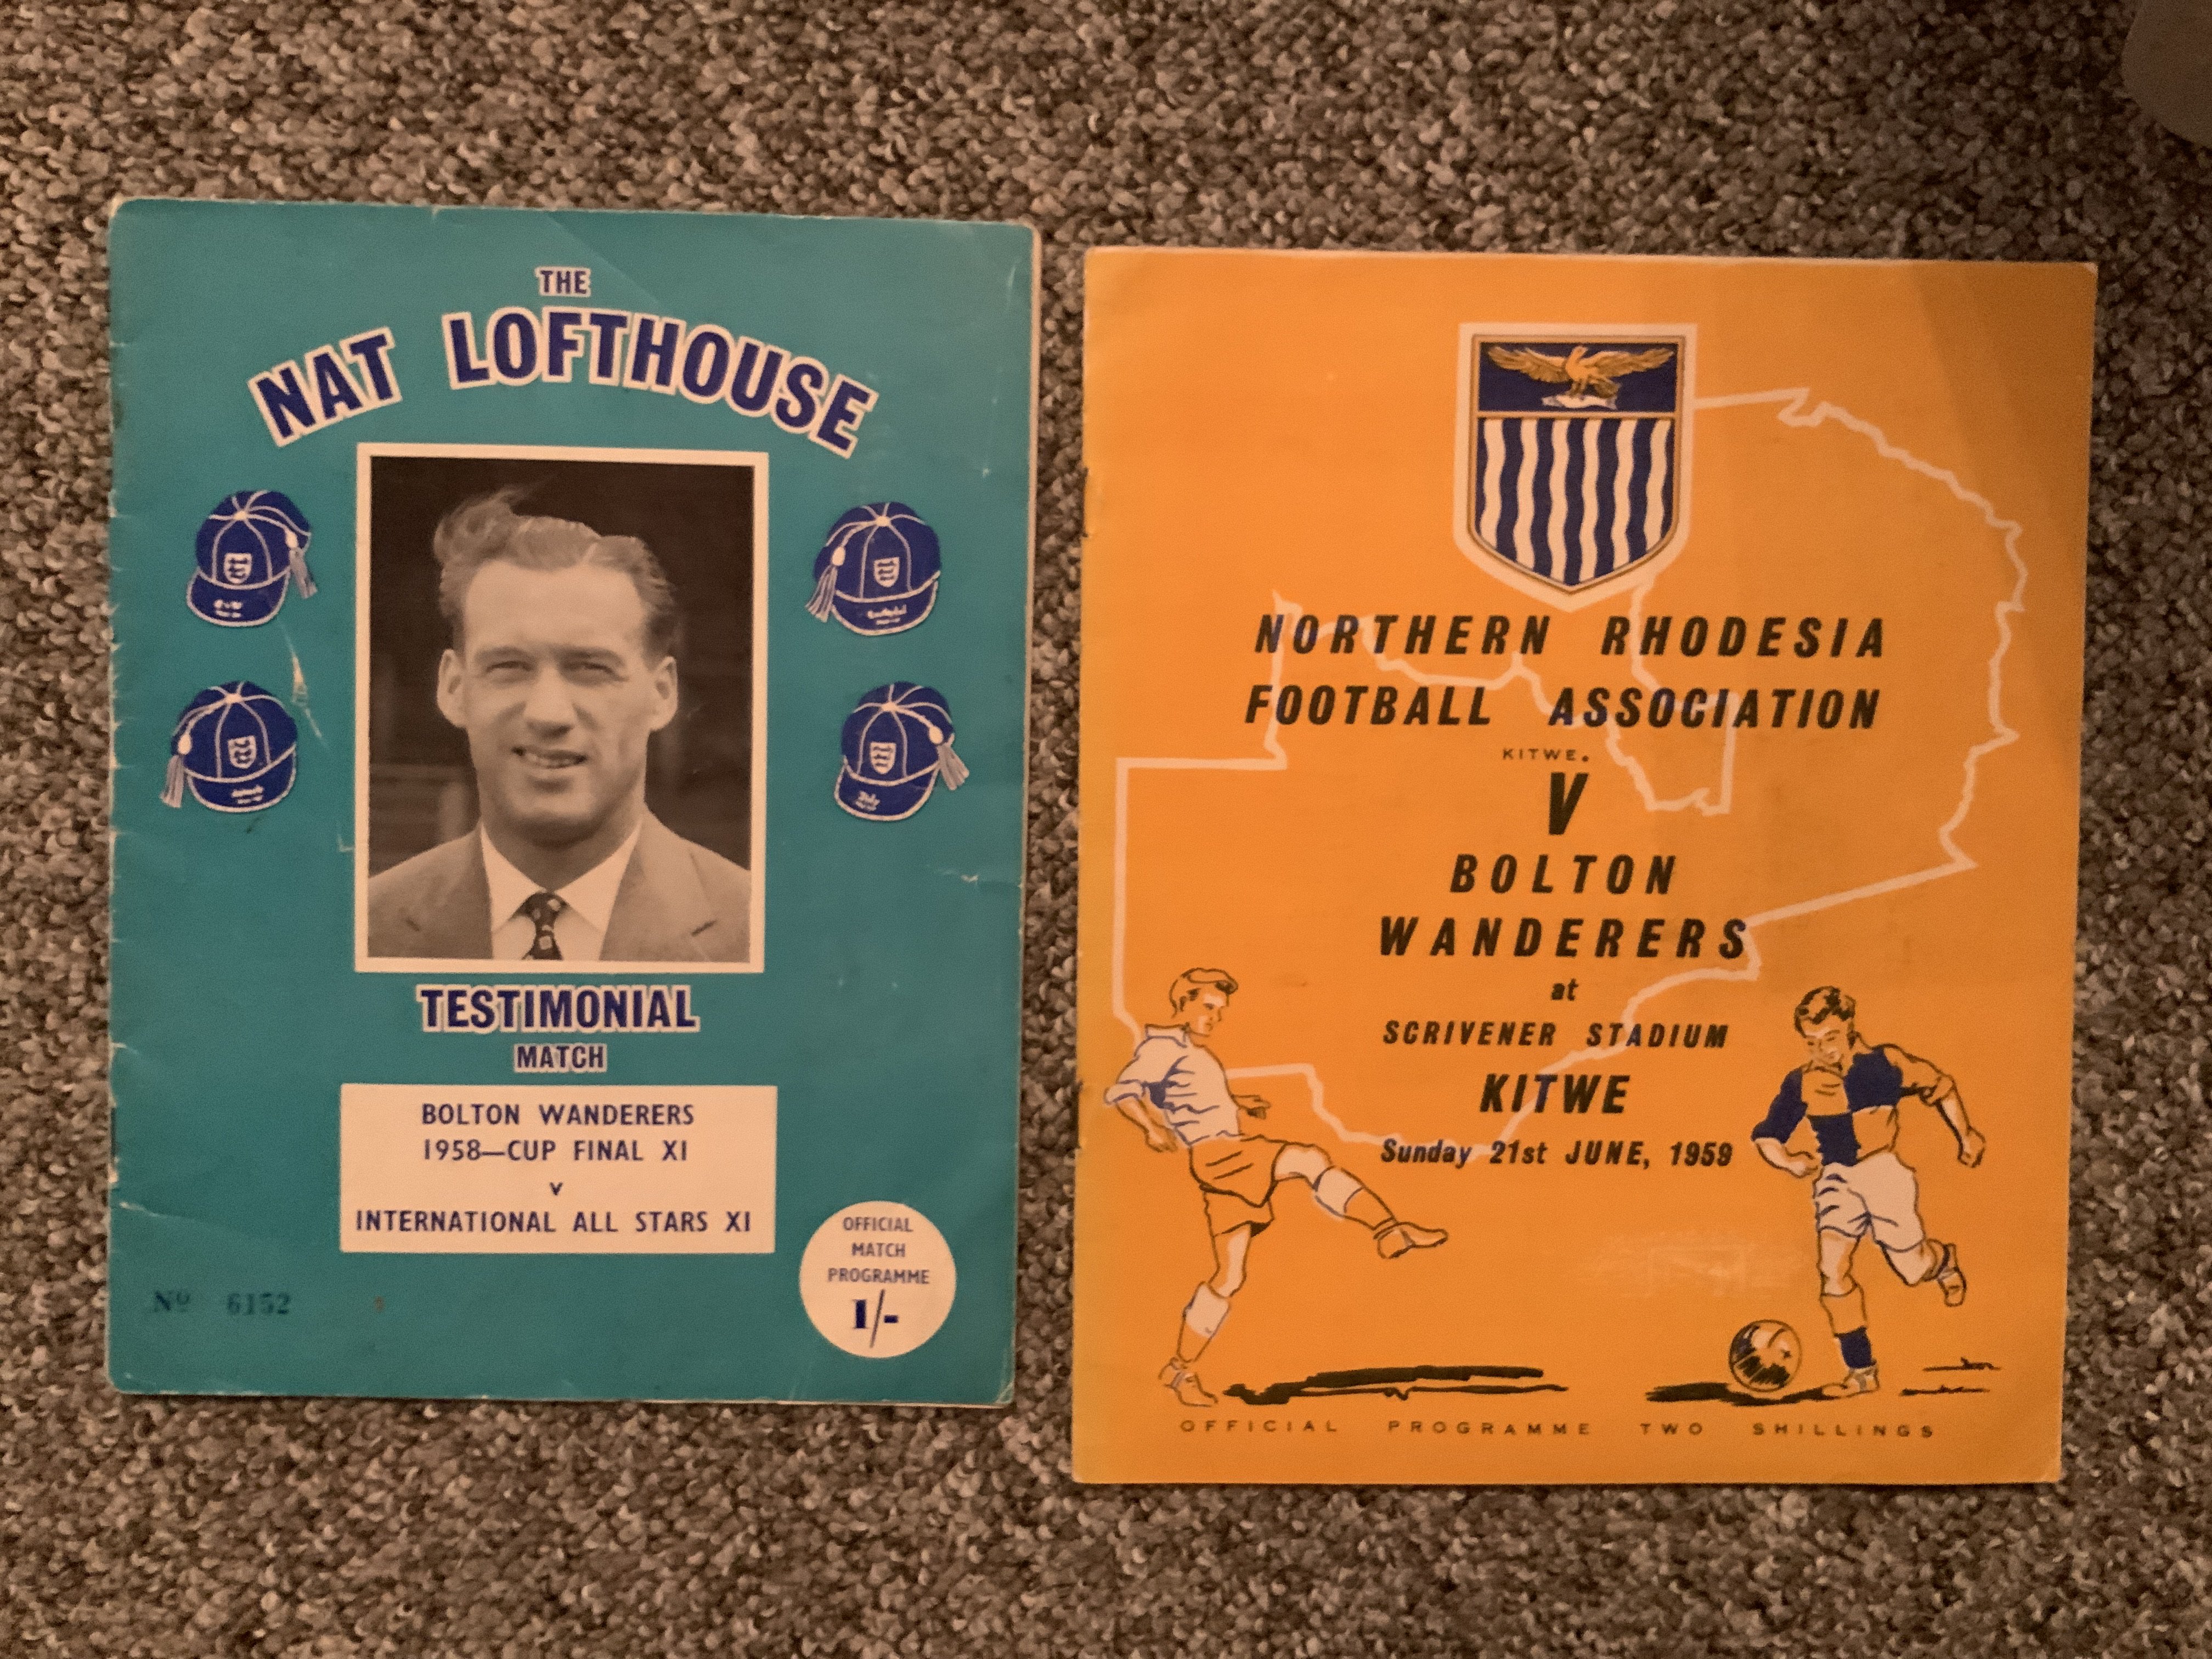 THE
NAT LOFTHOUSE
TESTIMONIAL
MATCH
BOLTON WANDERERS
1958—CUP FINAL XI
v
INTERNATIONAL ALL STARS XI
OFFICIAL
MATCH
PROGRAMME
1/-
Nº 6152
NORTHERN RHODESIA
FOOTBALL ASSOCIATION
KITWE.
V
BOLTON
WANDERERS
at
SCRIVENER STADIUM
KITWE
Sunday 21st JUNE, 1959
OFFICIAL PROGRAMME TWO SHILLINGS